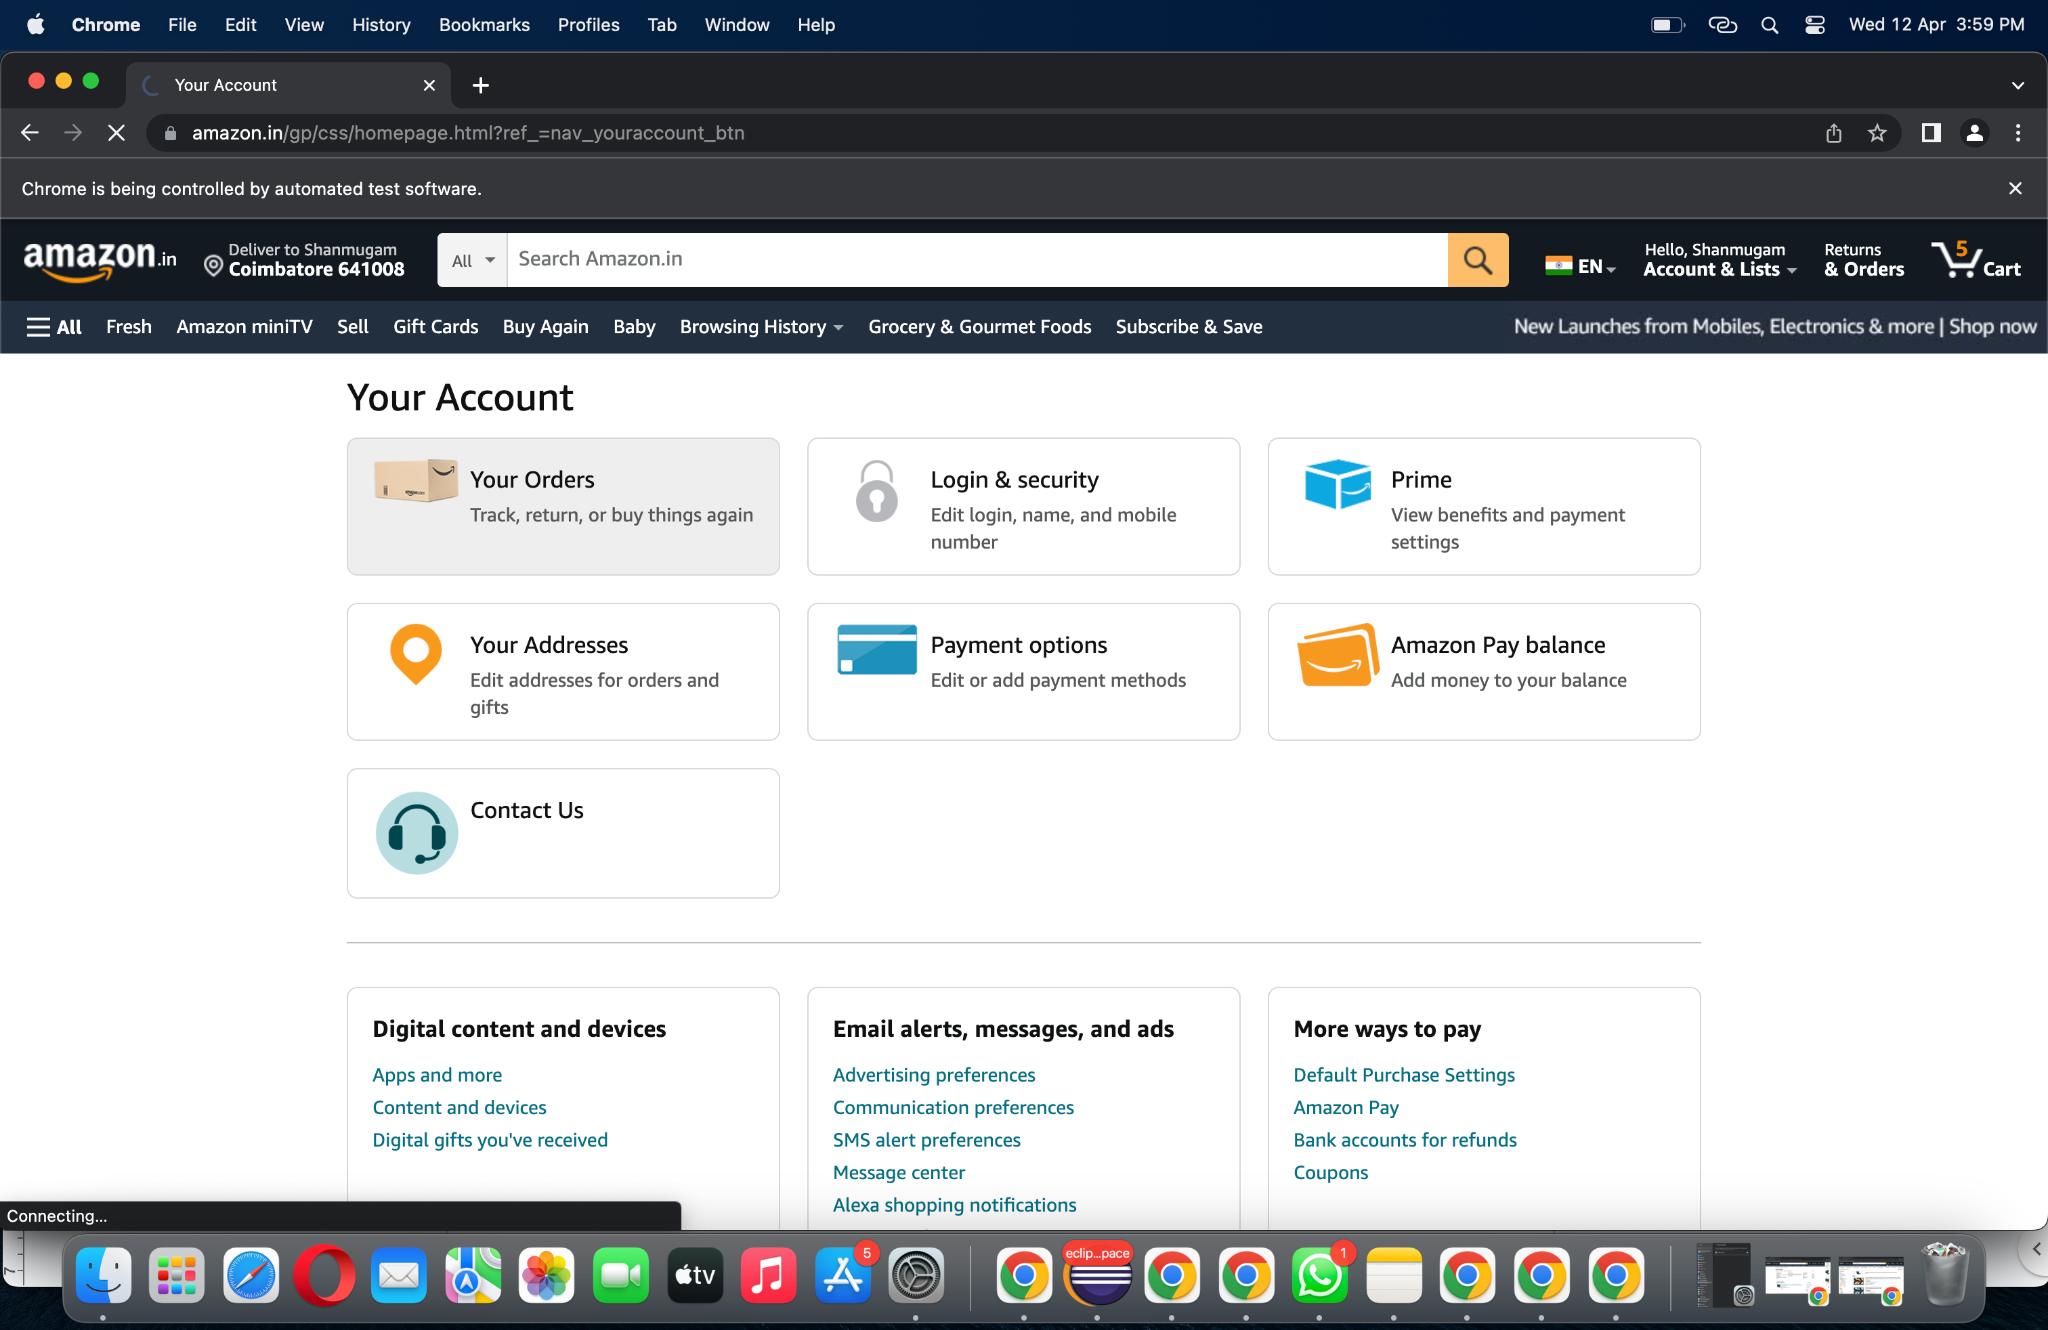 Chrome File Edit View History Bookmarks Profiles Tab Window Help Wed 12 Apr 3:59 PM
Your Account
amazon.in/gp/css/homepage.html?ref_=nav_youraccount_btn
Chrome is being controlled by automated test software.
amazon.in
Deliver to Shanmugam
Coimbatore 641008
All
Search Amazon.in
EN
Hello, Shanmugam
Account & Lists
Returns
& Orders
5
Cart
All Fresh Amazon miniTV Sell Gift Cards Buy Again Baby Browsing History Grocery & Gourmet Foods Subscribe & Save New Launches from Mobiles, Electronics & more | Shop now
Your Account
Your Orders
Track, return, or buy things again
Login & security
Edit login, name, and mobile
number
Prime
View benefits and payment
settings
Your Addresses
Edit addresses for orders and
gifts
Payment options
Edit or add payment methods
Amazon Pay balance
Add money to your balance
Contact Us
Digital content and devices
Apps and more
Content and devices
Digital gifts you've received
Email alerts, messages, and ads
Advertising preferences
Communication preferences
SMS alert preferences
Message center
Alexa shopping notifications
More ways to pay
Default Purchase Settings
Amazon Pay
Bank accounts for refunds
Coupons
Connecting...
tv
5
eclip...pace
1